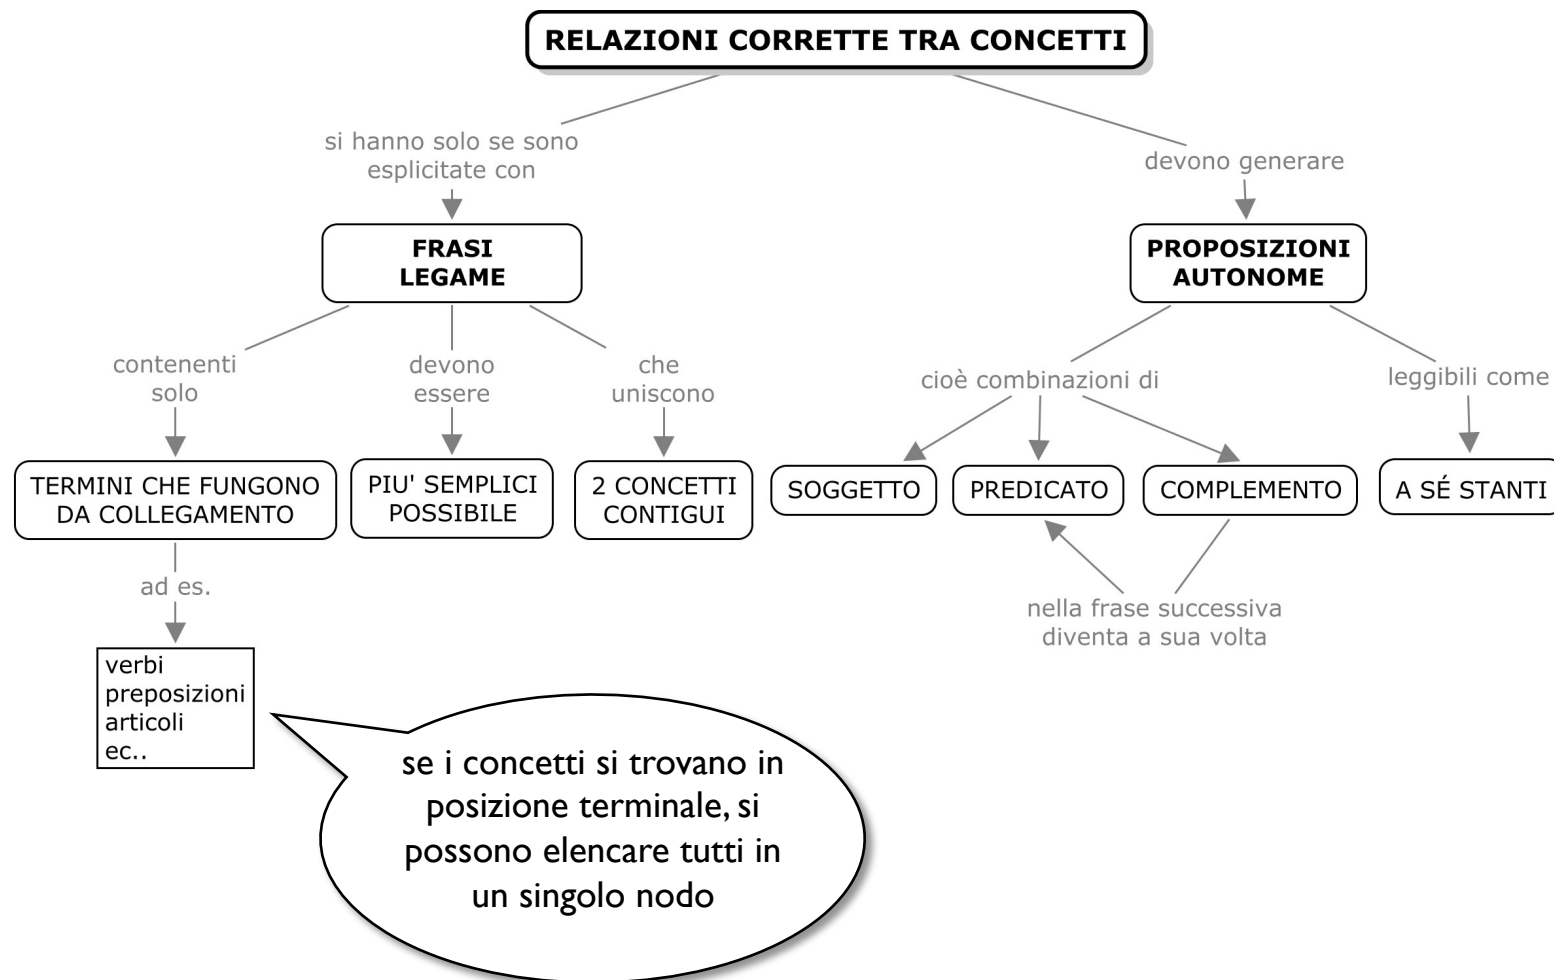 RELAZIONI CORRETTE TRA CONCETTI
si hanno solo se sono
esplicitate con
devono generare
FRASI
LEGAME
PROPOSIZIONI
AUTONOME
contenenti
solo
devono
essere
che
uniscono
cioè combinazioni di
leggibili come
TERMINI CHE FUNGONO
DA COLLEGAMENTO
PIU' SEMPLICI
POSSIBILE
2 CONCETTI
CONTIGUI
SOGGETTO
PREDICATO
COMPLEMENTO
A SÉ STANTI
ad es.
nella frase successiva
diventa a sua volta
verbi
preposizioni
articoli
ec..
se i concetti si trovano in
posizione terminale, si
possono elencare tutti in
un singolo nodo